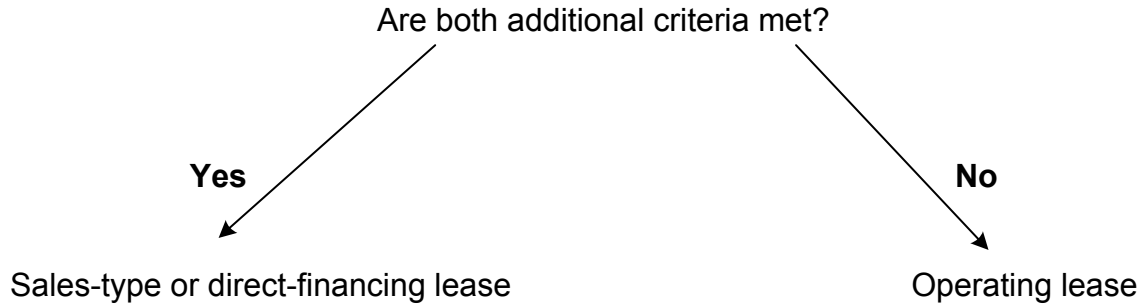 Are both additional criteria met?
Yes
No
Sales-type or direct-financing lease
Operating lease